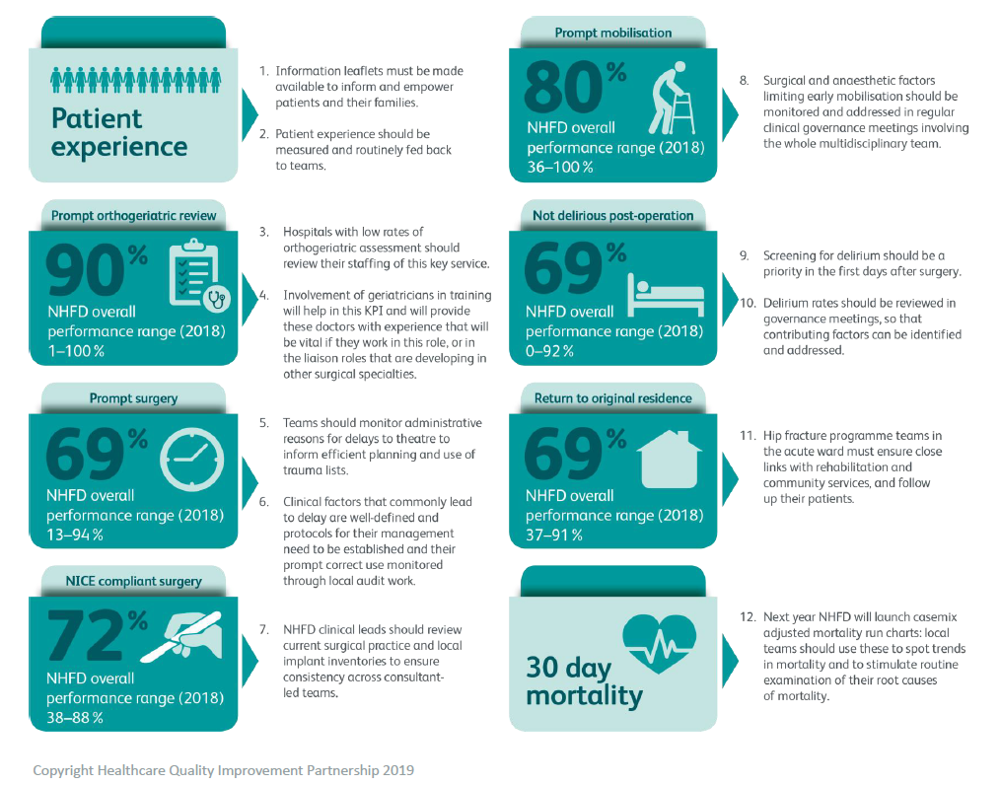 Patient
experience
1. Information leaflets must be made
available to inform and empower
patients and their families.
2. Patient experience should be
measured and routinely fed back
to teams.
Prompt orthogeriatric review
90%
NHFD overall
performance range (2018)
1–100 %
3. Hospitals with low rates of
orthogeriatric assessment should
review their staffing of this key service.
4. Involvement of geriatricians in training
will help in this KPI and will provide
these doctors with experience that will
be vital if they work in this role, or in
the liaison roles that are developing in
other surgical specialties.
Prompt surgery
69%
NHFD overall
performance range (2018)
13–94 %
5. Teams should monitor administrative
reasons for delays to theatre to
inform efficient planning and use of
trauma lists.
6. Clinical factors that commonly lead
to delay are well-defined and
protocols for their management
need to be established and their
prompt correct use monitored
through local audit work.
NICE compliant surgery
72%
NHFD overall
performance range (2018)
38–88 %
7. NHFD clinical leads should review
current surgical practice and local
implant inventories to ensure
consistency across consultant-
led teams.
Prompt mobilisation
80%
NHFD overall
performance range (2018)
36–100 %
8. Surgical and anaesthetic factors
limiting early mobilisation should be
monitored and addressed in regular
clinical governance meetings involving
the whole multidisciplinary team.
Not delirious post-operation
69%
NHFD overall
performance range (2018)
0–92 %
9. Screening for delirium should be a
priority in the first days after surgery.
10. Delirium rates should be reviewed in
governance meetings, so that
contributing factors can be identified
and addressed.
Return to original residence
69%
NHFD overall
performance range (2018)
37–91 %
11. Hip fracture programme teams in
the acute ward must ensure close
links with rehabilitation and
community services, and follow
up their patients.
30 day
mortality
12. Next year NHFD will launch casemix
adjusted mortality run charts: local
teams should use these to spot trends
in mortality and to stimulate routine
examination of their root causes
of mortality.
Copyright Healthcare Quality Improvement Partnership 2019